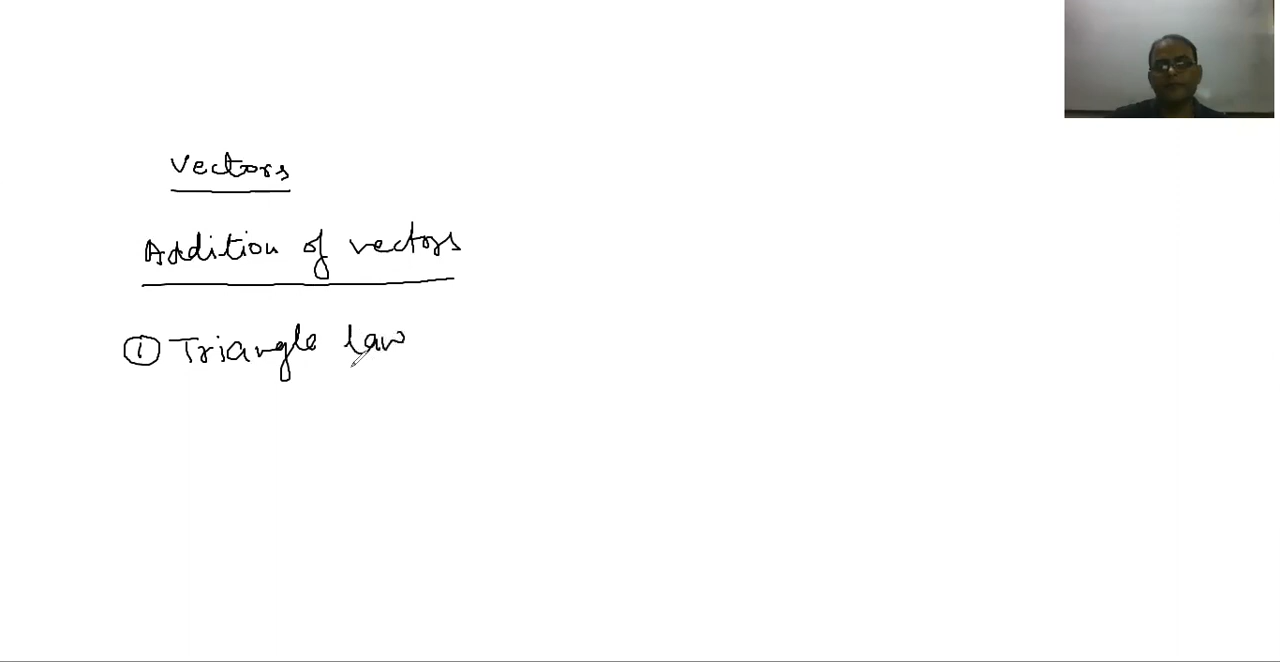 Vectors
Addition of vectors
① Triangle law